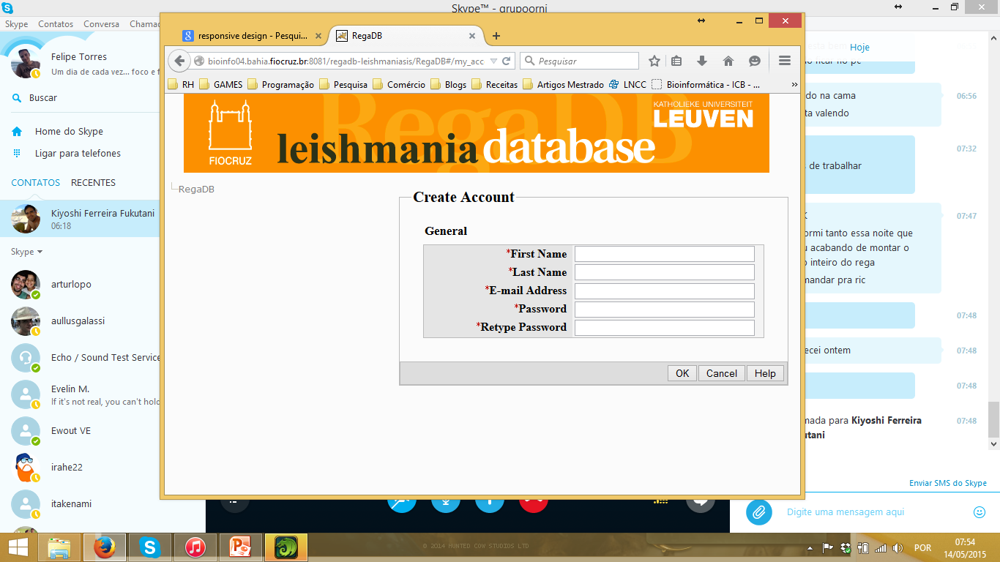 Skype™ - grupoorni
Skype Contatos Conversa Chamac
Felipe Torres
Um dia de cada vez... foco e f
Buscar
Home do Skype
Ligar para telefones
CONTATOS RECENTES
Kiyoshi Ferreira Fukutani
06:18
Skype
arturlopo
aullusgalassi
Echo / Sound Test Service
Evelin M.
If it's not real, you can't hold
Ewout VE
irahe22
itakenami
responsive design - Pesqui...
RegaDB
bioinfo04.bahia.fiocruz.br:8081/regadb-leishmaniasis/RegaDB#/my_acc
Pesquisar
RH GAMES Programação Pesquisa Comércio Blogs Receitas Artigos Mestrado LNCC Bioinformática - ICB - ... »
RegaDB
FIOCRUZ
leishmania database
KATHOLIEKE UNIVERSITEIT
LEUVEN
RegaDB
Create Account
General
*First Name
*Last Name
*E-mail Address
*Password
*Retype Password
OK Cancel Help
Hoje
do na cama 06:56
ta valendo
07:32
de trabalhar
07:47
ormi tanto essa noite que
acabando de montar o
inteiro do rega
mandar pra ric
07:48
ecei ontem 07:48
07:48
mada para Kiyoshi Ferreira 07:48
utani
Enviar SMS do Skype
Digite uma mensagem aqui
© 2014 HUNTED COW STUDIOS LTD
POR
07:54
14/05/2015